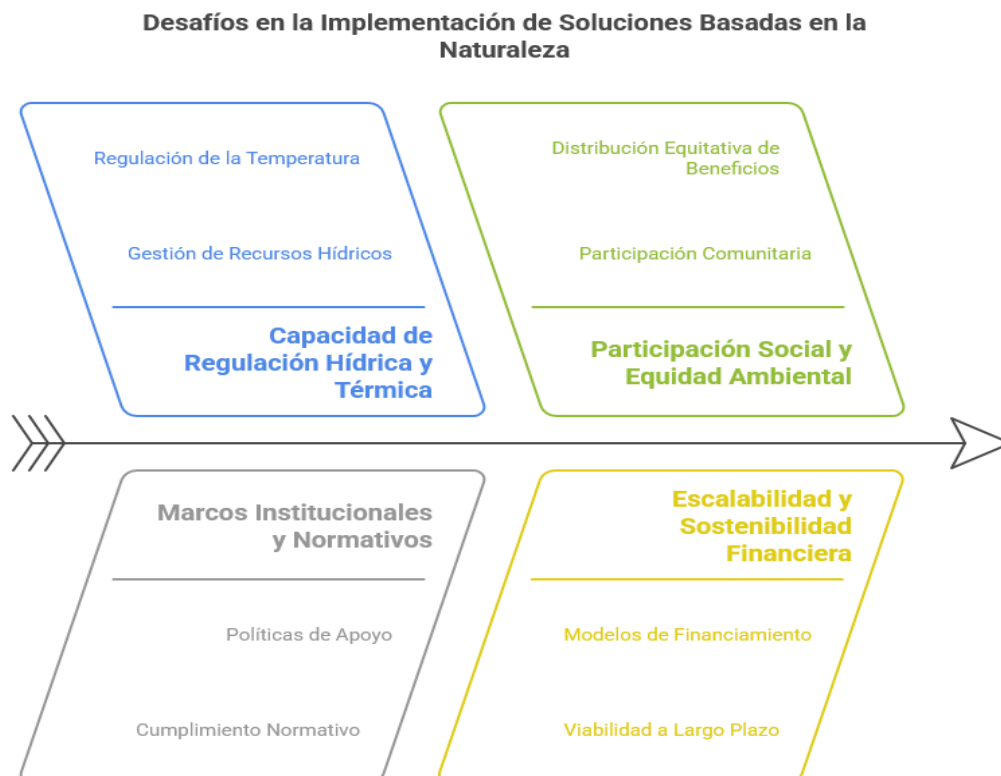 Desafíos en la Implementación de Soluciones Basadas en la
Naturaleza
Regulación de la Temperatura
Gestión de Recursos Hídricos
Capacidad de
Regulación Hídrica y
Térmica
Distribución Equitativa de
Beneficios
Participación Comunitaria
Participación Social y
Equidad Ambiental
Marcos Institucionales
y Normativos
Políticas de Apoyo
Cumplimiento Normativo
Escalabilidad y
Sostenibilidad
Financiera
Modelos de Financiamiento
Viabilidad a Largo Plazo